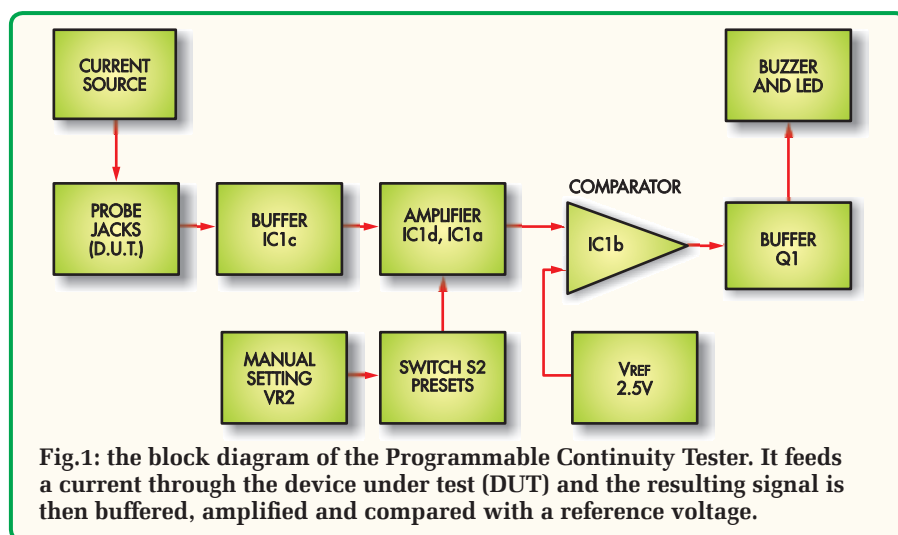 CURRENT
SOURCE
BUZZER
AND LED
PROBE
JACKS
(D.U.T.)
BUFFER
IC1c
AMPLIFIER
IC1d, IC1a
COMPARATOR
IC1b
BUFFER
Q1
MANUAL
SETTING
VR2
SWITCH S2
PRESETS
VREF
2.5V
Fig.1: the block diagram of the Programmable Continuity Tester. It feeds
a current through the device under test (DUT) and the resulting signal is
then buffered, amplified and compared with a reference voltage.